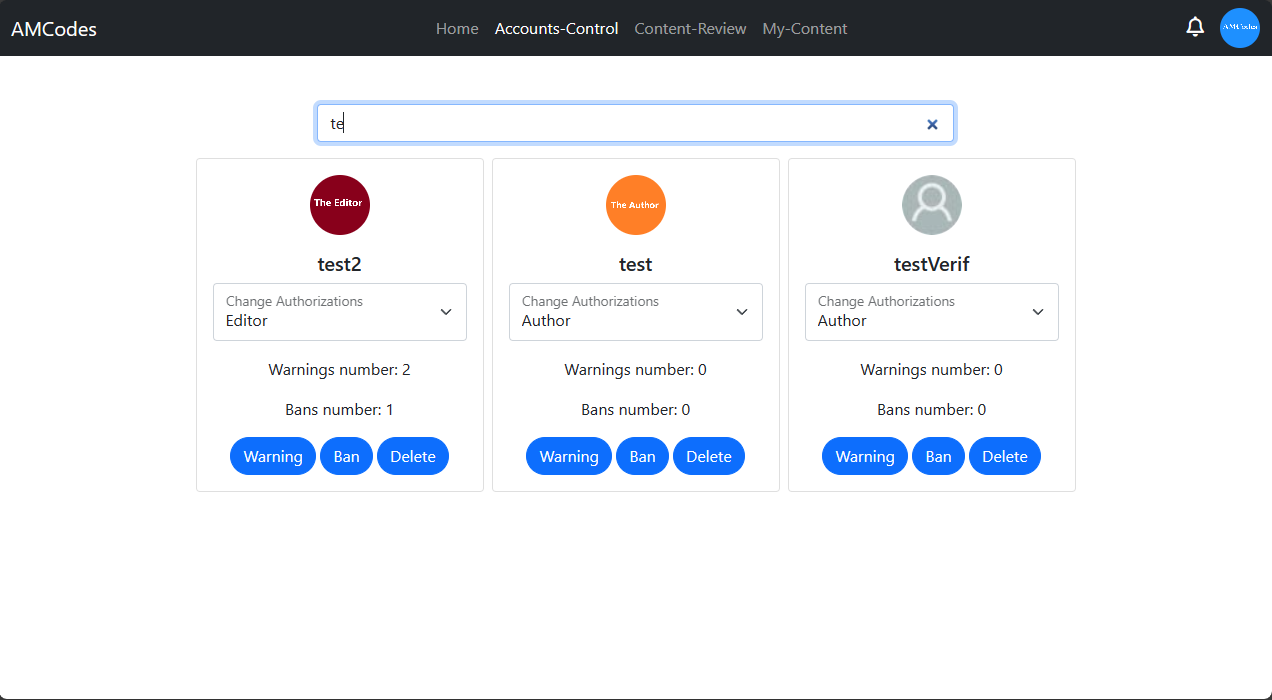 AMCodes Home Accounts-Control Content-Review My-Content AMCodes
te
The Editor The Author
test2 test testVerif
Change Authorizations Change Authorizations Change Authorizations
Editor Author Author
Warnings number: 2 Warnings number: 0 Warnings number: 0
Bans number: 1 Bans number: 0 Bans number: 0
Warning Ban Delete Warning Ban Delete Warning Ban Delete